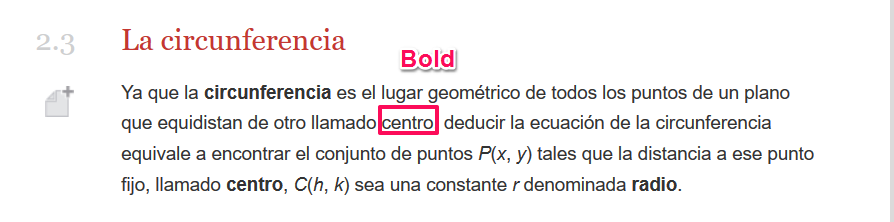 2.3 La circunferencia
Bold
Ya que la circunferencia es el lugar geométrico de todos los puntos de un plano
que equidistan de otro llamado centro deducir la ecuación de la circunferencia
equivale a encontrar el conjunto de puntos P(x, y) tales que la distancia a ese punto
fijo, llamado centro, C(h, k) sea una constante r denominada radio.